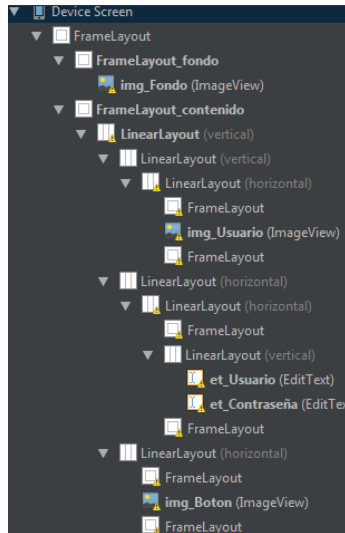 Device Screen
FrameLayout
FrameLayout_fondo
img_Fondo (ImageView)
FrameLayout_contenido
LinearLayout (vertical)
LinearLayout (vertical)
LinearLayout (horizontal)
FrameLayout
img_Usuario (ImageView)
FrameLayout
LinearLayout (horizontal)
LinearLayout (horizontal)
FrameLayout
LinearLayout (vertical)
et_Usuario (EditText)
et_Contraseña (EditTe
FrameLayout
LinearLayout (horizontal)
FrameLayout
img_Boton (ImageView)
FrameLayout